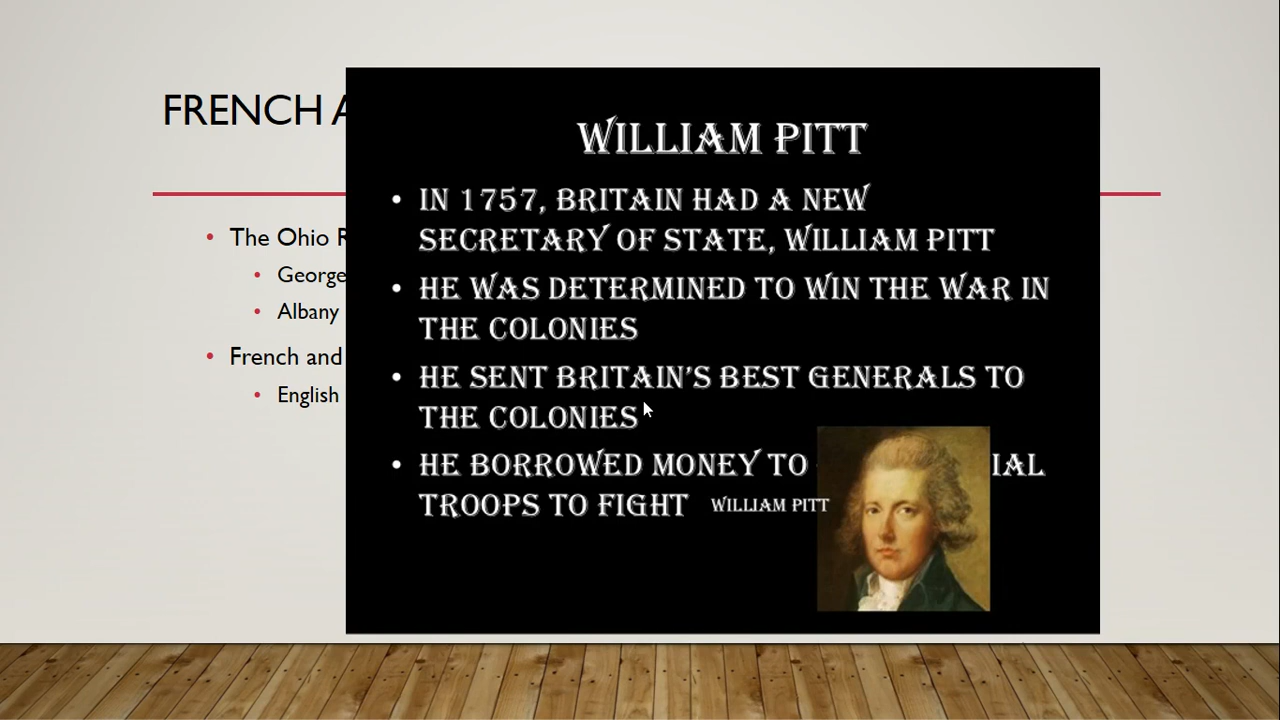 FRENCH A
WILLIAM PITT
• IN 1757, BRITAIN HAD A NEW
SECRETARY OF STATE, WILLIAM PITT
• HE WAS DETERMINED TO WIN THE WAR IN
THE COLONIES
• HE SENT BRITAIN'S BEST GENERALS TO
THE COLONIES
• HE BORROWED MONEY TO
TROOPS TO FIGHT
WILLIAM PITT
• The Ohio
• George
• Albany
• French and
• English